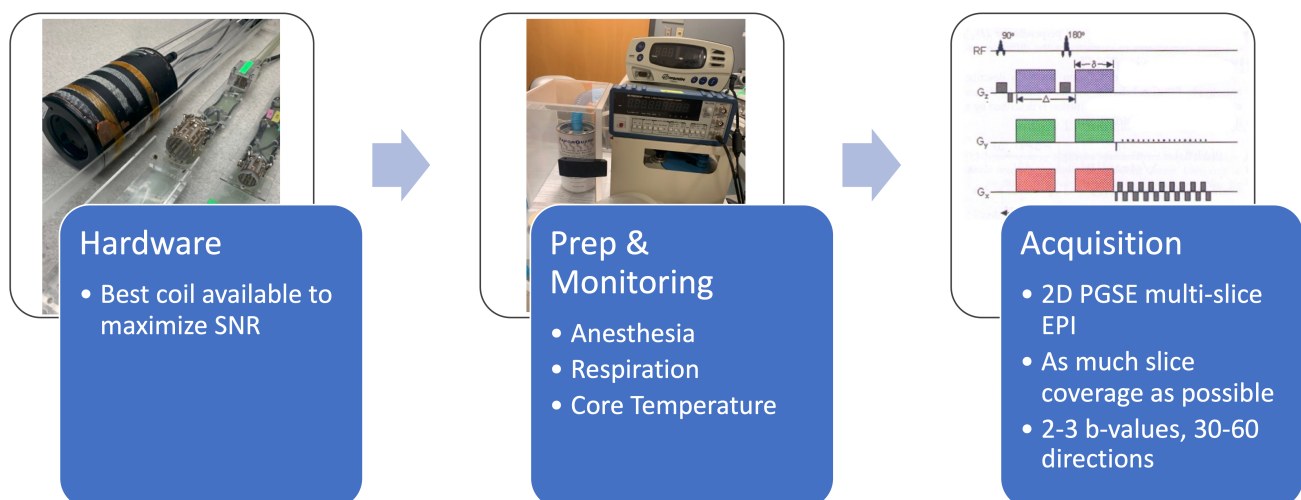 90°
180°
RF
δ
Gz
Δ
Gy
Gx
Hardware
• Best coil available to
maximize SNR
Prep &
Monitoring
• Anesthesia
• Respiration
• Core Temperature
Acquisition
• 2D PGSE multi-slice
EPI
• As much slice
coverage as possible
• 2-3 b-values, 30-60
directions